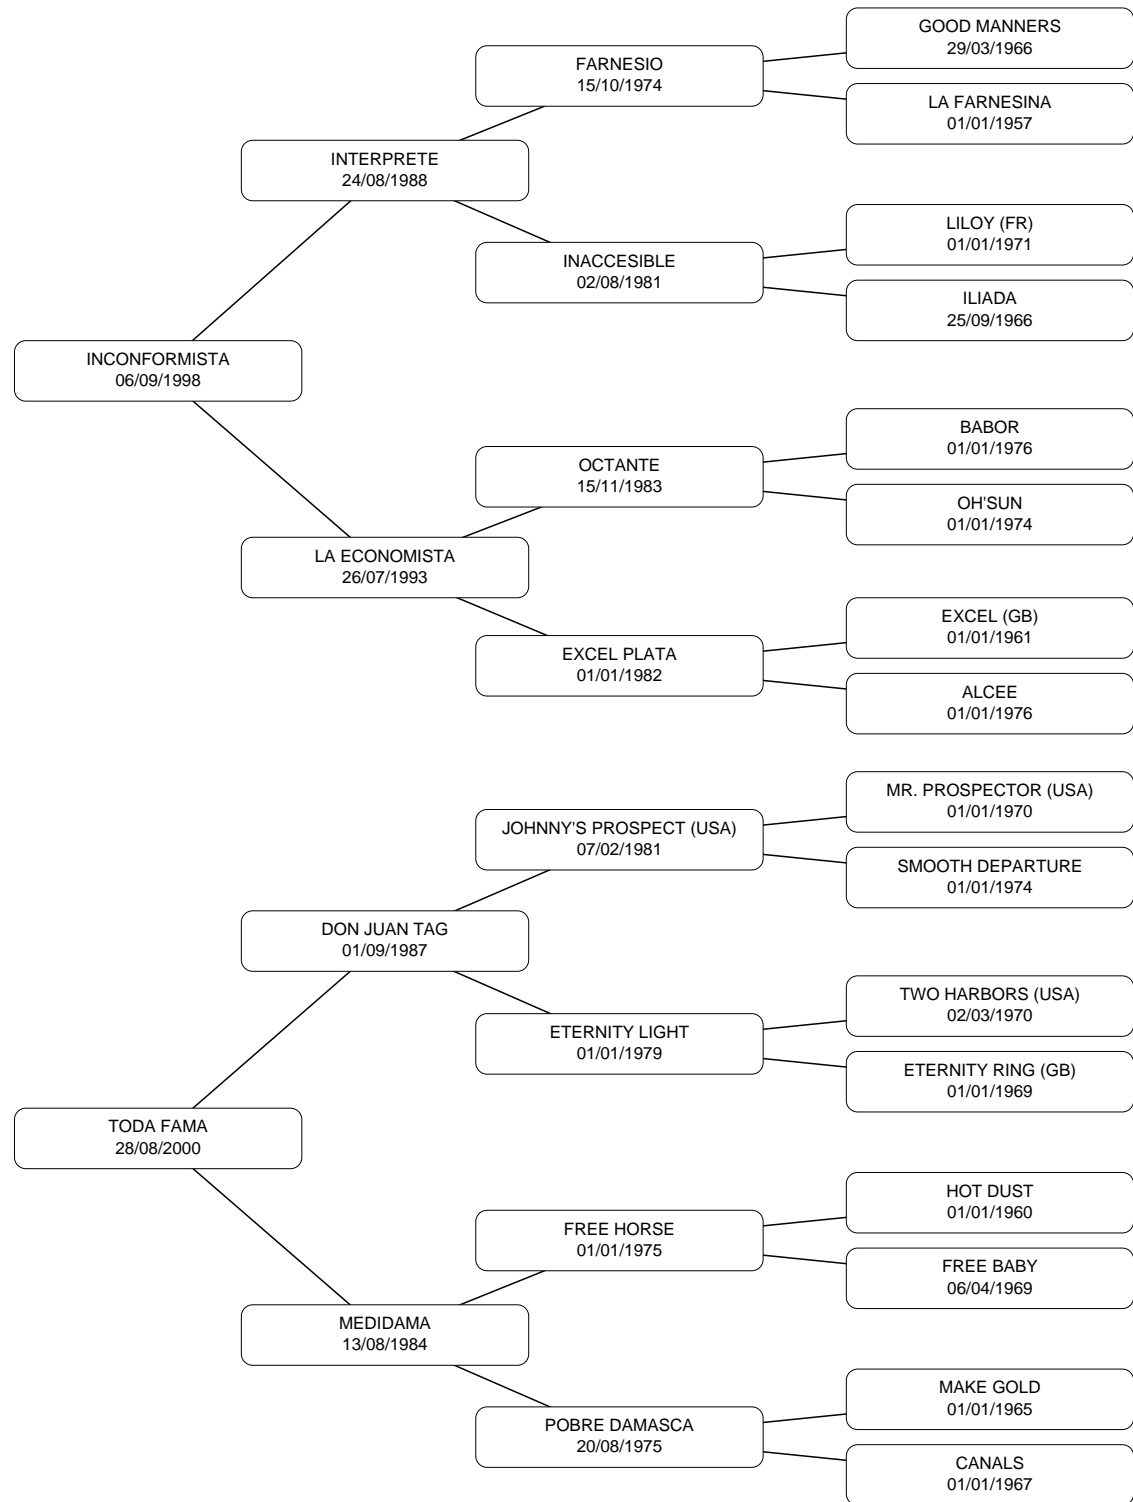 GOOD MANNERS
29/03/1966
FARNESIO
15/10/1974
LA FARNESINA
01/01/1957
INTERPRETE
24/08/1988
LILOY (FR)
01/01/1971
INACCESIBLE
02/08/1981
ILIADA
25/09/1966
INCONFORMISTA
06/09/1998
BABOR
01/01/1976
OCTANTE
15/11/1983
OH'SUN
01/01/1974
LA ECONOMISTA
26/07/1993
EXCEL (GB)
01/01/1961
EXCEL PLATA
01/01/1982
ALCEE
01/01/1976
MR. PROSPECTOR (USA)
01/01/1970
JOHNNY'S PROSPECT (USA)
07/02/1981
SMOOTH DEPARTURE
01/01/1974
DON JUAN TAG
01/09/1987
TWO HARBORS (USA)
02/03/1970
ETERNITY LIGHT
01/01/1979
ETERNITY RING (GB)
01/01/1969
TODA FAMA
28/08/2000
HOT DUST
01/01/1960
FREE HORSE
01/01/1975
FREE BABY
06/04/1969
MEDIDAMA
13/08/1984
MAKE GOLD
01/01/1965
POBRE DAMASCA
20/08/1975
CANALS
01/01/1967